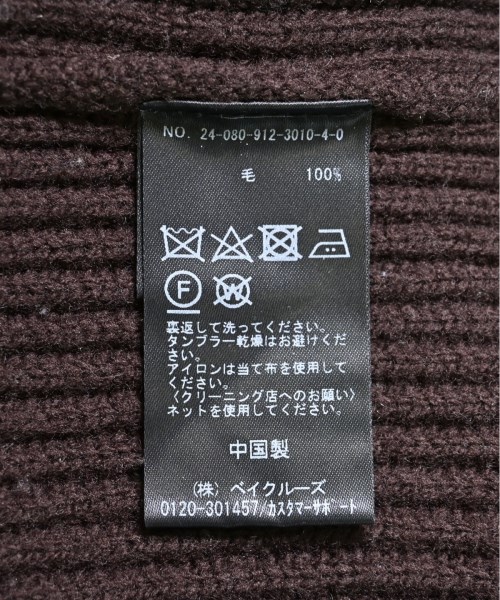 NO. 24-080-912-3010-4-0
毛 100%
F W
裏返して洗ってください。
タンブラー乾燥はお避けくだ
さい。
アイロンは当て布を使用して
ください。
〈クリーニング店へのお願い〉
ネットを使用してください。
中国製
(株) ベイクルーズ
0120-301457/カスタマーサポート